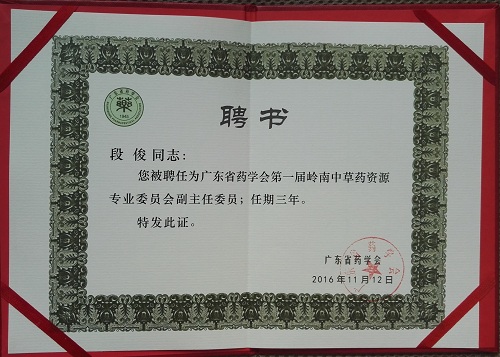 藥
1945
聘书
段俊同志:
您被聘任为广东省药学会第一届岭南中草药资源
专业委员会副主任委员;任期三年。
特发此证。
广东省药学会
2016年11月12日